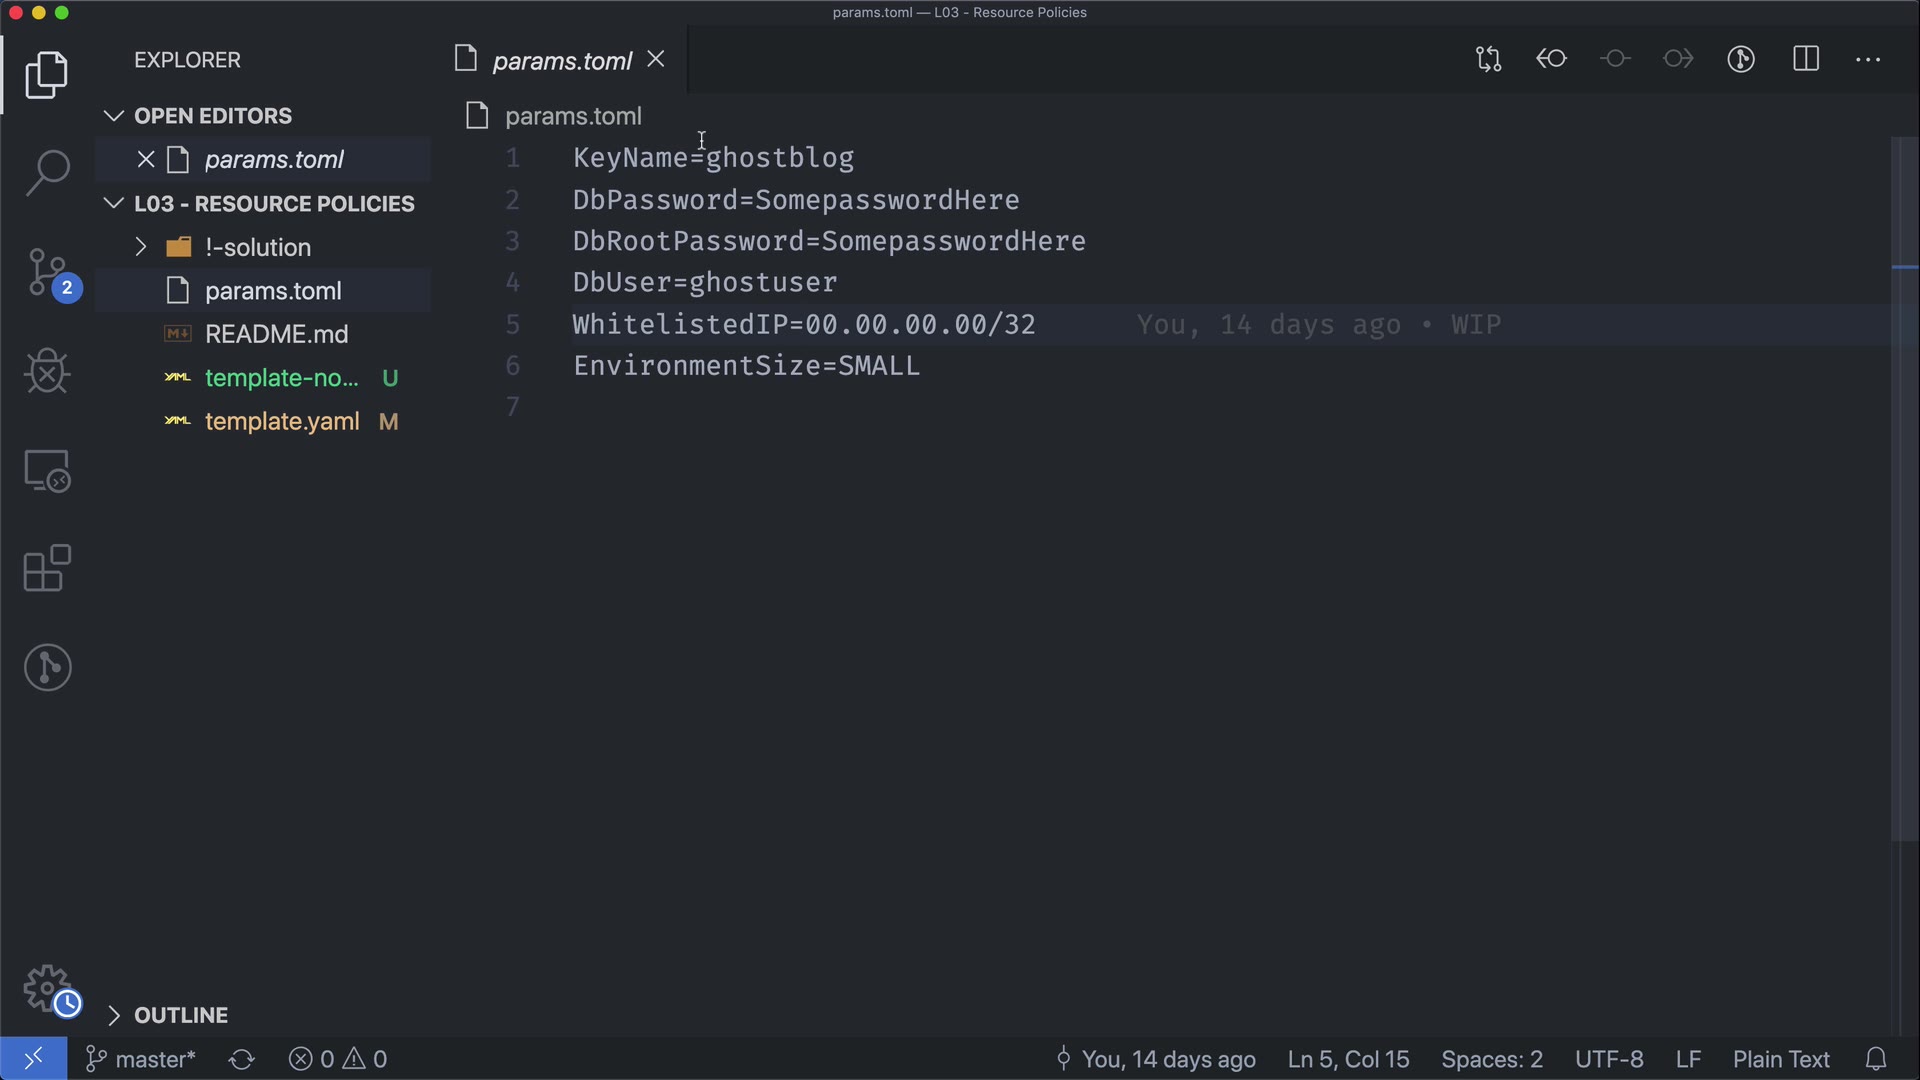 params.toml — L03 - Resource Policies
EXPLORER
OPEN EDITORS
params.toml
L03 - RESOURCE POLICIES
!-solution
params.toml
README.md
template-no... U
template.yaml M
2
OUTLINE
params.toml
params.toml
1 KeyName=ghostblog
2 DbPassword=SomepasswordHere
3 DbRootPassword=SomepasswordHere
4 DbUser=ghostuser
5 WhitelistedIP=00.00.00.00/32 You, 14 days ago • WIP
6 EnvironmentSize=SMALL
7
master* 0 0 You, 14 days ago Ln 5, Col 15 Spaces: 2 UTF-8 LF Plain Text